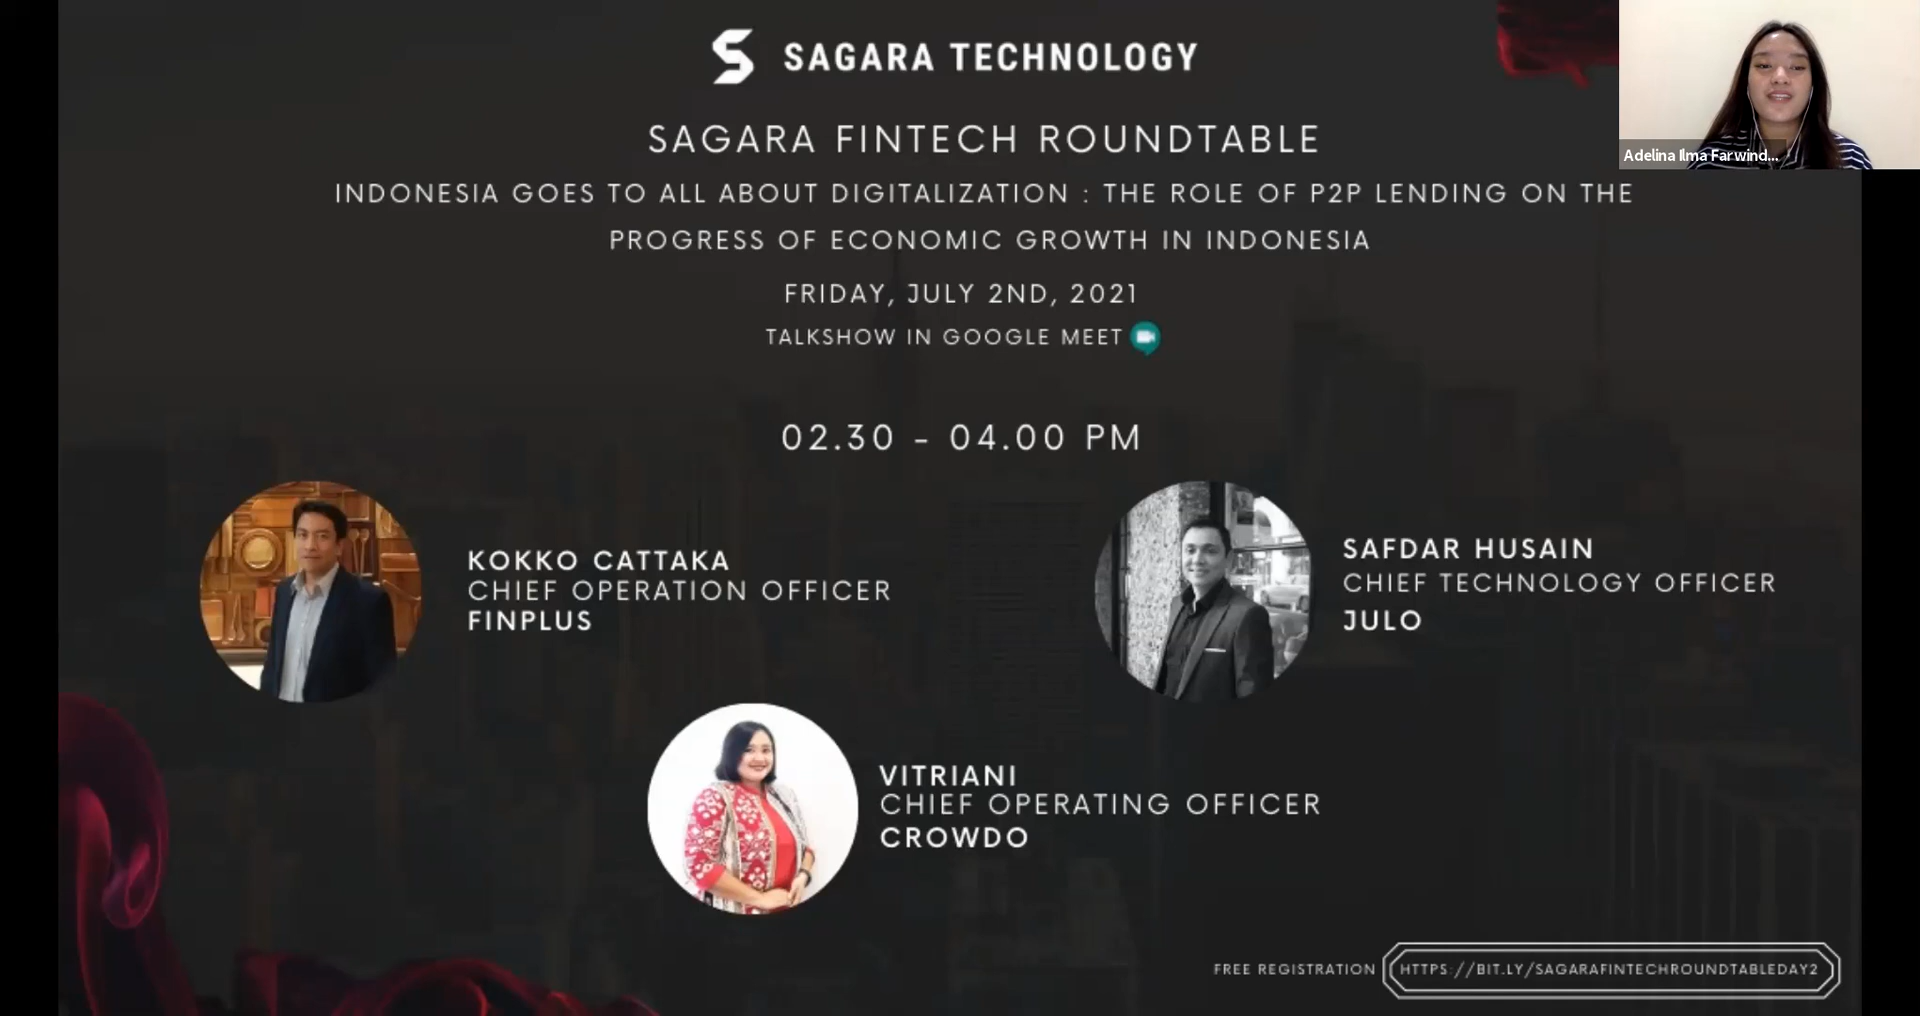 SAGARA TECHNOLOGY
SAGARA FINTECH ROUNDTABLE
INDONESIA GOES TO ALL ABOUT DIGITALIZATION : THE ROLE OF P2P LENDING ON THE
PROGRESS OF ECONOMIC GROWTH IN INDONESIA
FRIDAY, JULY 2ND, 2021
TALKSHOW IN GOOGLE MEET
02.30 - 04.00 PM
KOKKO CATTAKA
CHIEF OPERATION OFFICER
FINPLUS
SAFDAR HUSAIN
CHIEF TECHNOLOGY OFFICER
JULO
VITRIANI
CHIEF OPERATING OFFICER
CROWDO
FREE REGISTRATION HTTPS://BIT.LY/SAGARAFINTECHROUNDTABLEDAY2
Adelina Ilma Farwind...